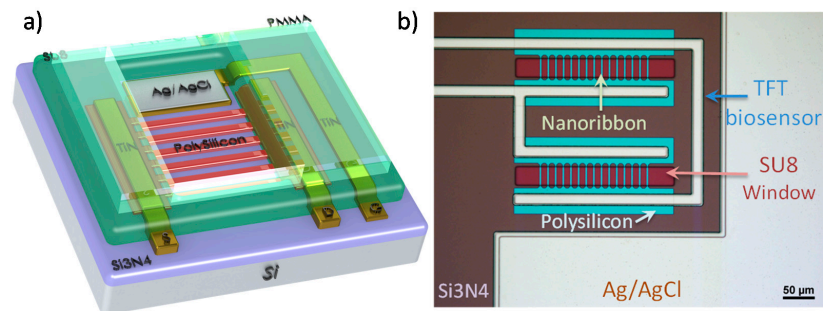 a)
PMMA
Su8
Ag/AgCl
TiN
PolySilicon
TiN
TiN
S
D
G
Si3N4
Si
b)
Nanoribbon
TFT
biosensor
SU8
Window
Polysilicon
Si3N4
Ag/AgCl
50 µm